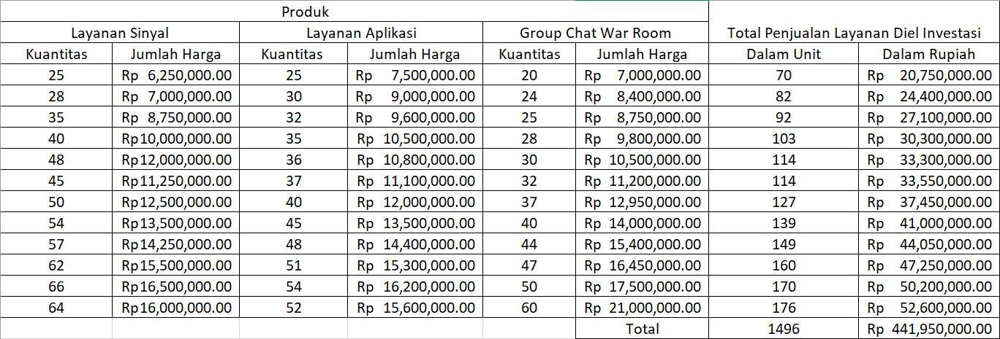 Produk
Layanan Sinyal Layanan Aplikasi Group Chat War Room Total Penjualan Layanan Diel Investasi
Kuantitas Jumlah Harga Kuantitas Jumlah Harga Kuantitas Jumlah Harga Dalam Unit Dalam Rupiah
25 Rp 6,250,000.00 25 Rp 7,500,000.00 20 Rp 7,000,000.00 70 Rp 20,750,000.00
28 Rp 7,000,000.00 30 Rp 9,000,000.00 24 Rp 8,400,000.00 82 Rp 24,400,000.00
35 Rp 8,750,000.00 32 Rp 9,600,000.00 25 Rp 8,750,000.00 92 Rp 27,100,000.00
40 Rp10,000,000.00 35 Rp 10,500,000.00 28 Rp 9,800,000.00 103 Rp 30,300,000.00
48 Rp12,000,000.00 36 Rp 10,800,000.00 30 Rp 10,500,000.00 114 Rp 33,300,000.00
45 Rp11,250,000.00 37 Rp 11,100,000.00 32 Rp 11,200,000.00 114 Rp 33,550,000.00
50 Rp12,500,000.00 40 Rp 12,000,000.00 37 Rp 12,950,000.00 127 Rp 37,450,000.00
54 Rp13,500,000.00 45 Rp 13,500,000.00 40 Rp 14,000,000.00 139 Rp 41,000,000.00
57 Rp14,250,000.00 48 Rp 14,400,000.00 44 Rp 15,400,000.00 149 Rp 44,050,000.00
62 Rp15,500,000.00 51 Rp 15,300,000.00 47 Rp 16,450,000.00 160 Rp 47,250,000.00
66 Rp16,500,000.00 54 Rp 16,200,000.00 50 Rp 17,500,000.00 170 Rp 50,200,000.00
64 Rp16,000,000.00 52 Rp 15,600,000.00 60 Rp 21,000,000.00 176 Rp 52,600,000.00
Total 1496 Rp 441,950,000.00